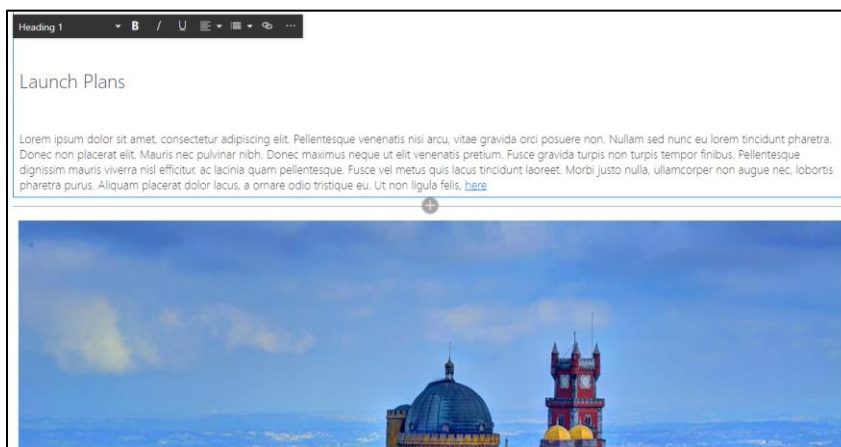 Heading 1 B / U
Launch Plans
Lorem ipsum dolor sit amet, consectetur adipiscing elit. Pellentesque venenatis nisi arcu, vitae gravida orci posuere non. Nullam sed nunc eu lorem tincidunt pharetra.
Donec non placerat elit. Mauris nec pulvinar nibh. Donec maximus neque ut elit venenatis pretium. Fusce gravida turpis non turpis tempor finibus. Pellentesque
dignissim mauris viverra nisl efficitur, ac lacinia quam pellentesque. Fusce vel metus quis lacus tincidunt laoreet. Morbi justo nulla, ullamcorper non augue nec, lobortis
pharetra purus. Aliquam placerat dolor lacus, a ornare odio tristique eu. Ut non ligula felis, here